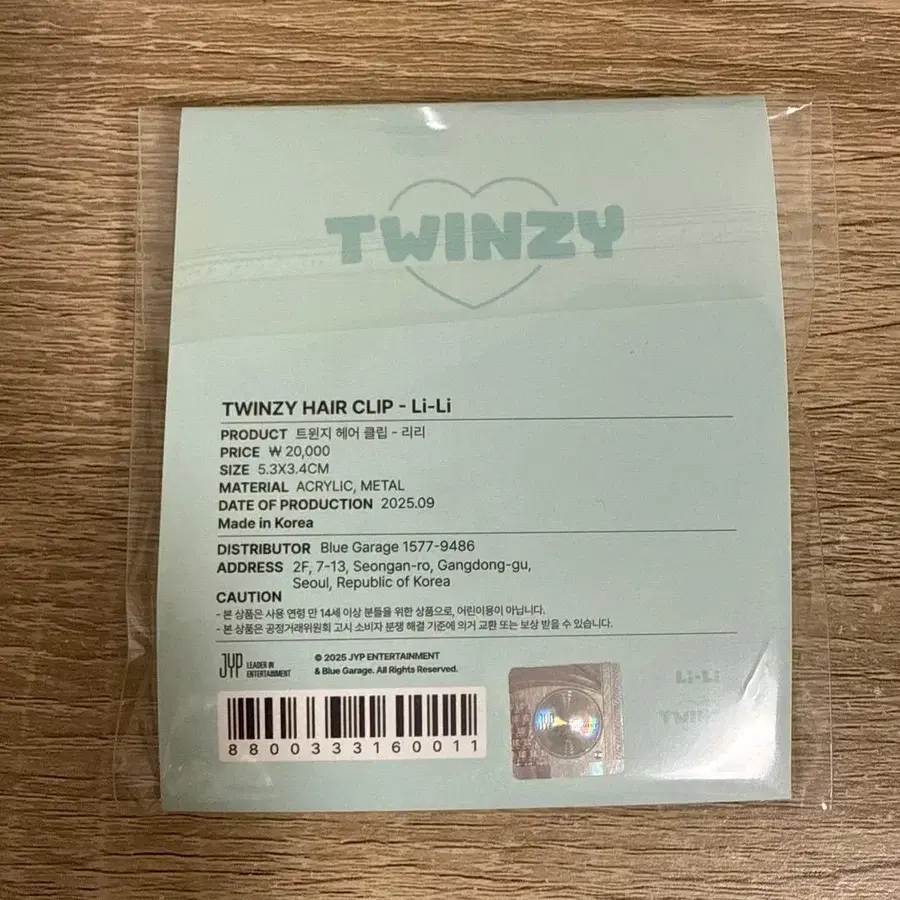 TWINZY
TWINZY HAIR CLIP - Li-Li
PRODUCT 트윈지 헤어 클립 - 리리
PRICE ₩ 20,000
SIZE 5.3X3.4CM
MATERIAL ACRYLIC, METAL
DATE OF PRODUCTION 2025.09
Made in Korea
DISTRIBUTOR Blue Garage 1577-9486
ADDRESS 2F, 7-13, Seongan-ro, Gangdong-gu,
Seoul, Republic of Korea
CAUTION
- 본 상품은 사용 연령 만 14세 이상 분들을 위한 상품으로, 어린이용이 아닙니다.
- 본 상품은 공정거래위원회 고시 소비자 분쟁 해결 기준에 의거 교환 또는 보상 받을 수 있습니다.
JYP LEADER IN
ENTERTAINMENT
© 2025 JYP ENTERTAINMENT
& Blue Garage. All Rights Reserved.
8800333160011
Li-Li